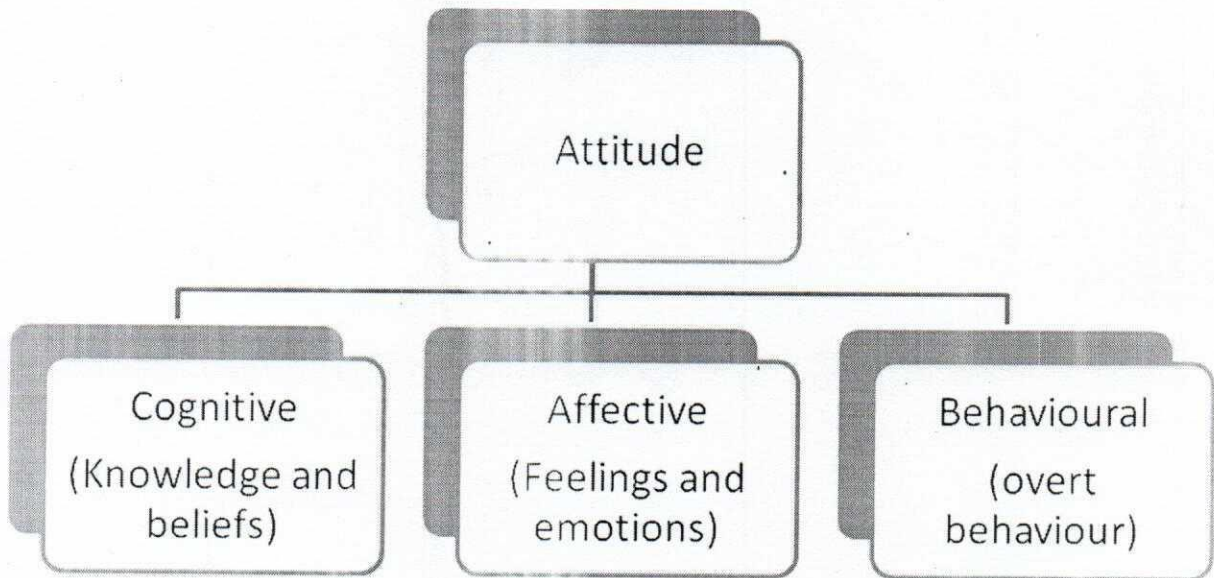 Attitude
Cognitive
(Knowledge and
beliefs)
Affective
(Feelings and
emotions)
Behavioural
(overt
behaviour)